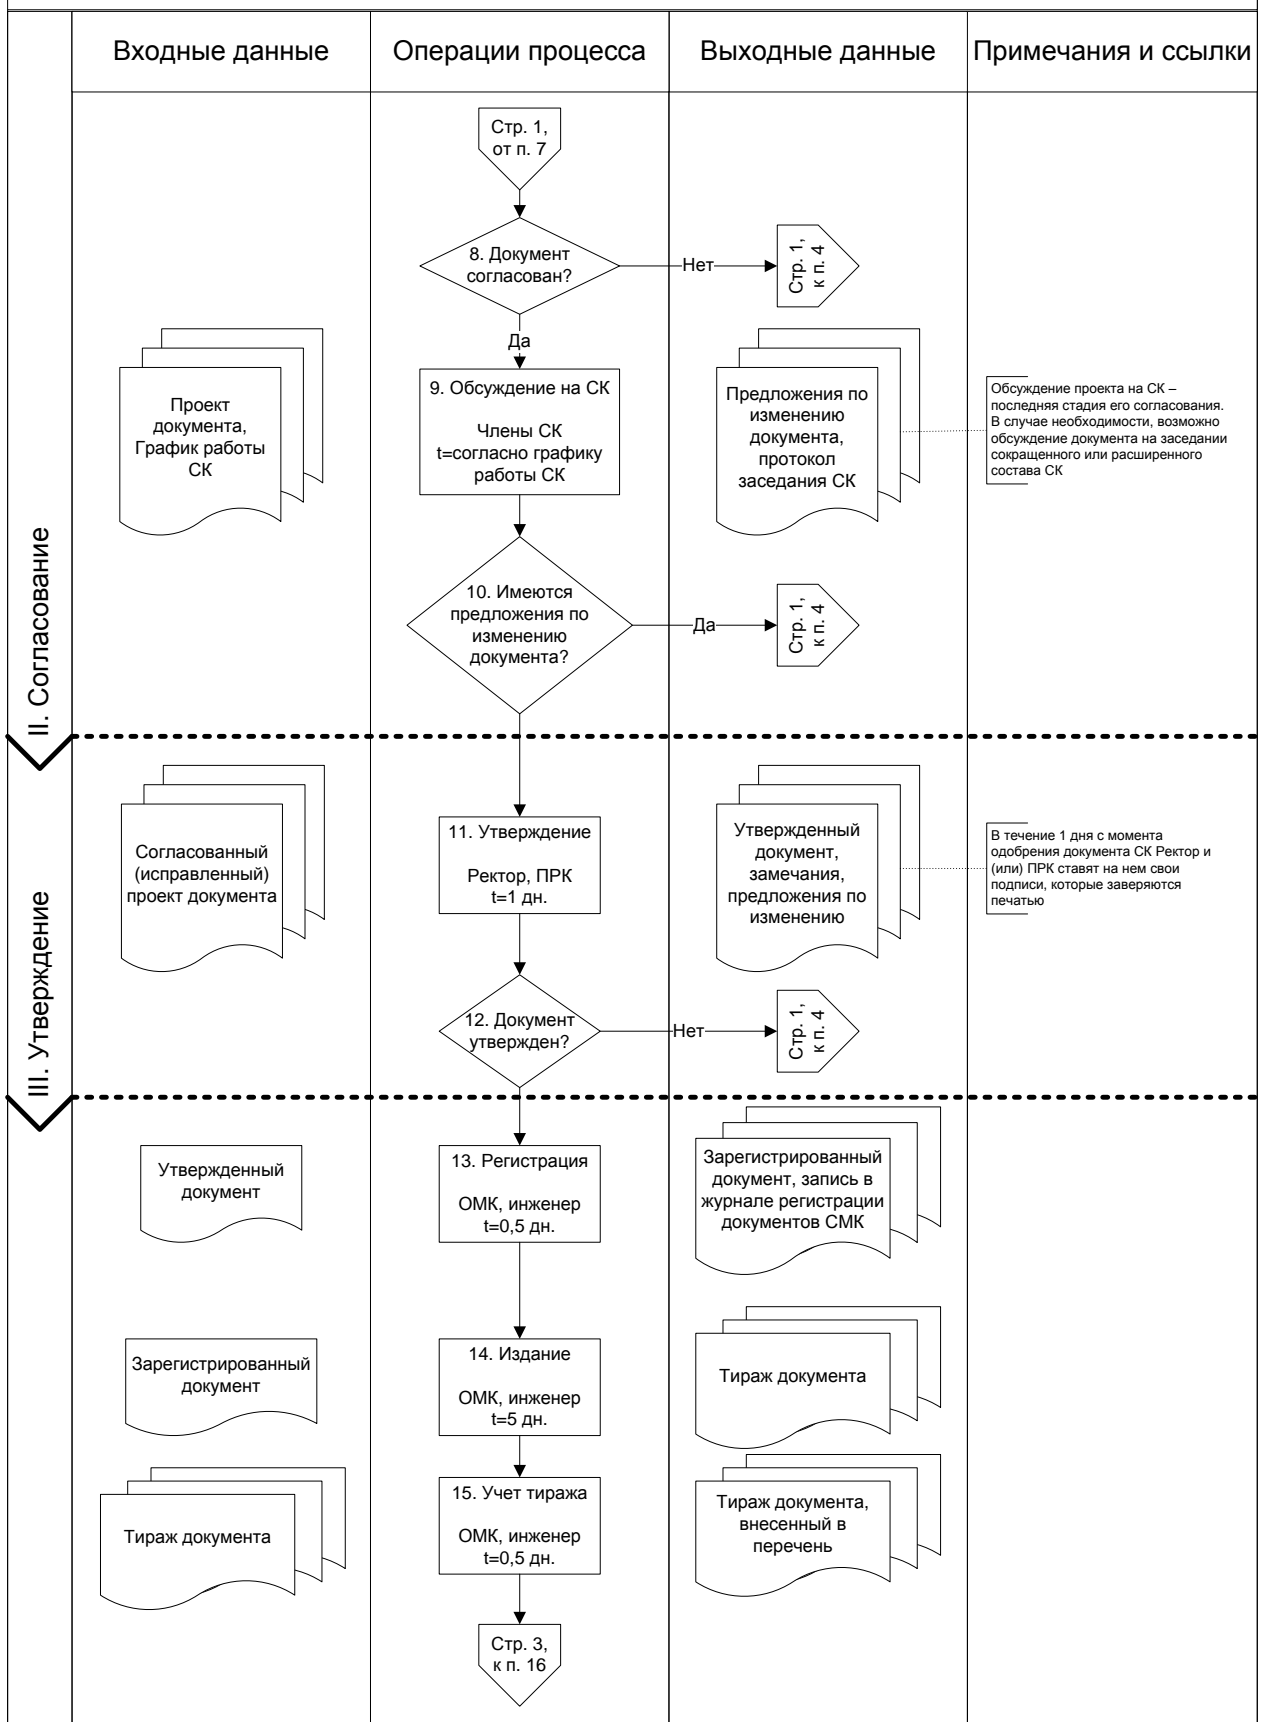 Входные данные
Операции процесса
Выходные данные
Примечания и ссылки
Стр. 1,
от п. 7
8. Документ
согласован?
Нет
Стр. 1,
к п. 4
Да
Проект
документа,
График работы
СК
9. Обсуждение на СК
Члены СК
t=согласно графику
работы СК
Предложения по
изменению
документа,
протокол
заседания СК
Обсуждение проекта на СК –
последняя стадия его согласования.
В случае необходимости, возможно
обсуждение документа на заседании
сокращенного или расширенного
состава СК
II. Согласование
10. Имеются
предложения по
изменению
документа?
Да
Стр. 1,
к п. 4
Согласованный
(исправленный)
проект документа
11. Утверждение
Ректор, ПРК
t=1 дн.
Утвержденный
документ,
замечания,
предложения по
изменению
В течение 1 дня с момента
одобрения документа СК Ректор и
(или) ПРК ставят на нем свои
подписи, которые заверяются
печатью
III. Утверждение
12. Документ
утвержден?
Нет
Стр. 1,
к п. 4
Утвержденный
документ
13. Регистрация
ОМК, инженер
t=0,5 дн.
Зарегистрированный
документ, запись в
журнале регистрации
документов СМК
Зарегистрированный
документ
14. Издание
ОМК, инженер
t=5 дн.
Тираж документа
Тираж документа
15. Учет тиража
ОМК, инженер
t=0,5 дн.
Тираж документа,
внесенный в
перечень
Стр. 3,
к п. 16